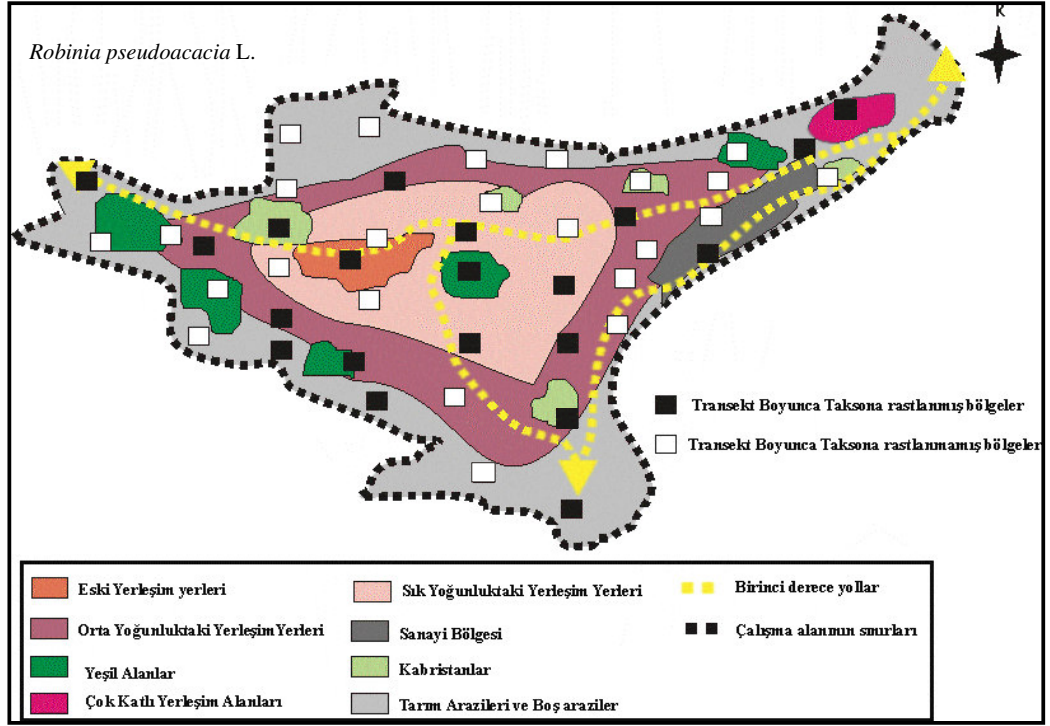 K
Robinia pseudoacacia L.
Transekt Boyunca Taksona rastlanmış bölgeler
Transekt Boyunca Taksona rastlanmamış bölgeler
Eski Yerleşim yerleri
Sık Yoğunluktaki Yerleşim Yerleri
Birinci derece yollar
Orta Yoğunluktaki Yerleşim Yerleri
Sanayi Bölgesi
Çalışma alanının sınırları
Yeşil Alanlar
Kabristanlar
Çok Katlı Yerleşim Alanları
Tarım Arazileri ve Boş araziler